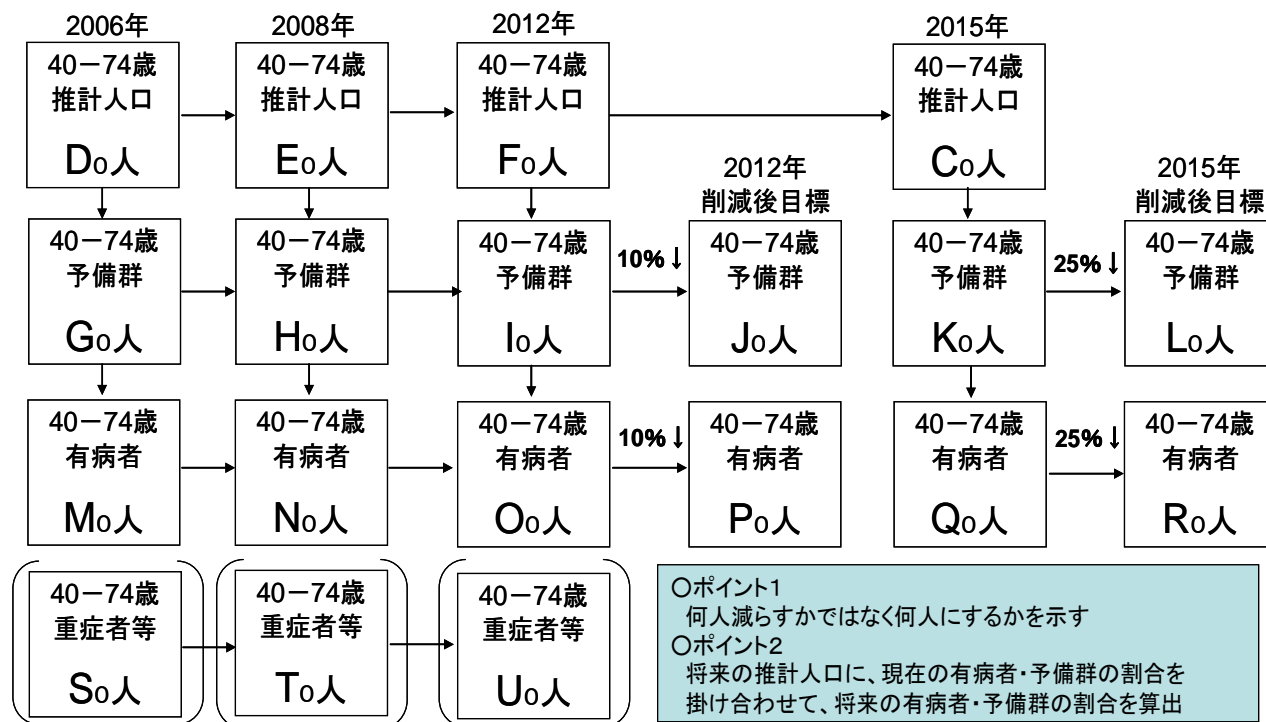 2006年
2008年
2012年
2015年
40－74歳
推計人口
D₀人
40－74歳
推計人口
E₀人
40－74歳
推計人口
F₀人
40－74歳
推計人口
C₀人
2012年
削減後目標
2015年
削減後目標
40－74歳
予備群
G₀人
40－74歳
予備群
H₀人
40－74歳
予備群
I₀人
10%↓
40－74歳
予備群
J₀人
40－74歳
予備群
K₀人
25%↓
40－74歳
予備群
L₀人
40－74歳
有病者
M₀人
40－74歳
有病者
N₀人
40－74歳
有病者
O₀人
10%↓
40－74歳
有病者
P₀人
40－74歳
有病者
Q₀人
25%↓
40－74歳
有病者
R₀人
40－74歳
重症者等
S₀人
40－74歳
重症者等
T₀人
40－74歳
重症者等
U₀人
○ポイント１
何人減らすかではなく何人にするかを示す
○ポイント２
将来の推計人口に、現在の有病者・予備群の割合を
掛け合わせて、将来の有病者・予備群の割合を算出